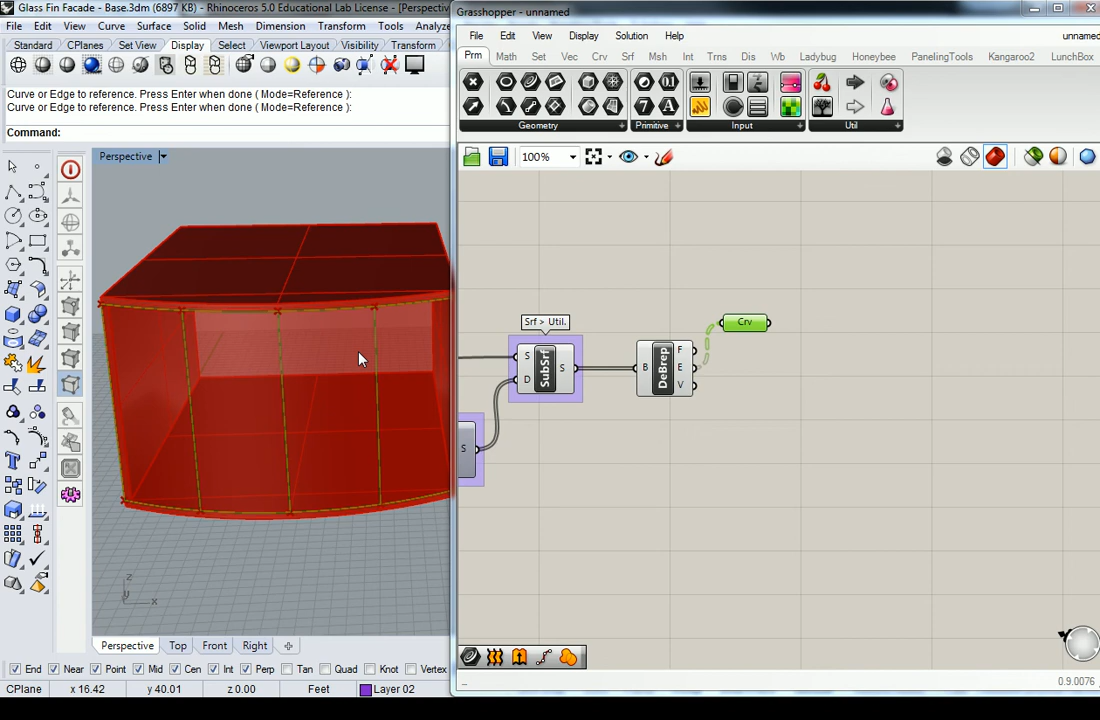 Glass Fin Facade - Base.3dm (6897 KB) - Rhinoceros 5.0 Educational Lab License - [Perspective
File Edit View Curve Surface Solid Mesh Dimension Transform Tools Analyze
Standard CPlanes Set View Display Select Viewport Layout Visibility Transform
Curve or Edge to reference. Press Enter when done ( Mode=Reference ):
Curve or Edge to reference. Press Enter when done ( Mode=Reference ):
Command:
Perspective
z
y
x
Perspective Top Front Right
End Near Point Mid Cen Int Perp Tan Quad Knot Vertex
CPlane x 16.42 y 40.01 z 0.00 Feet Layer 02
Grasshopper - unnamed
File Edit View Display Solution Help unnamed
Prm Math Set Vec Crv Srf Msh Int Trns Dis Wb Ladybug Honeybee PanelingTools Kangaroo2 LunchBox
Geometry Primitive Input Util
100%
Srf > Util.
S
D
SubSrf
S
S
B
DeBrep
F
E
V
Crv
0.9.0076